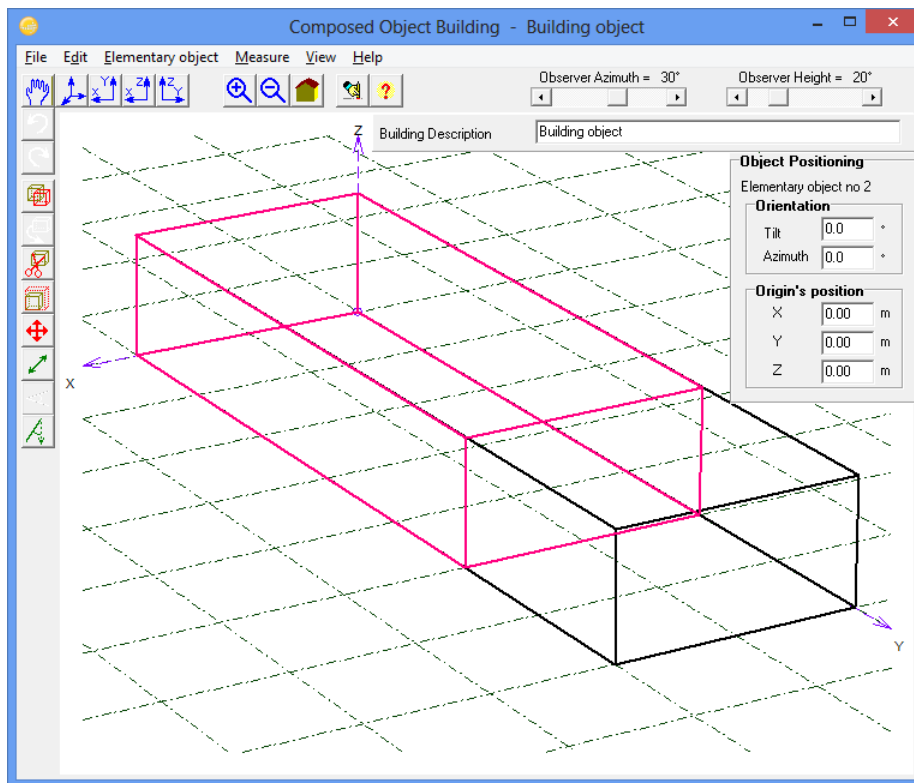 Composed Object Building - Building object
File Edit Elementary object Measure View Help
Observer Azimuth = 30° Observer Height = 20°
Building Description Building object
Object Positioning
Elementary object no 2
Orientation
Tilt 0.0 °
Azimuth 0.0 °
Origin's position
X 0.00 m
Y 0.00 m
Z 0.00 m
Z
X
Y